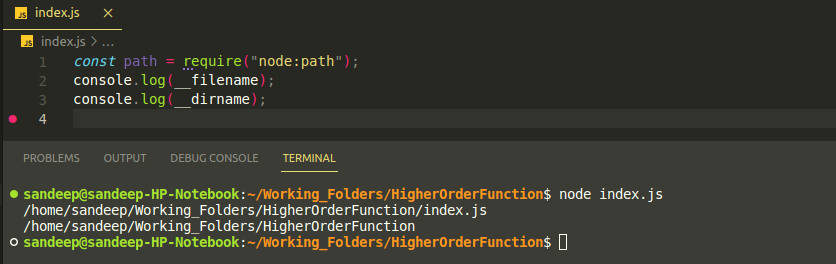 JS index.js ×
JS index.js > ...
1 const path = require("node:path");
2 console.log(__filename);
3 console.log(__dirname);
4
PROBLEMS OUTPUT DEBUG CONSOLE TERMINAL
sandeep@sandeep-HP-Notebook:~/Working_Folders/HigherOrderFunction$ node index.js
/home/sandeep/Working_Folders/HigherOrderFunction/index.js
/home/sandeep/Working_Folders/HigherOrderFunction
sandeep@sandeep-HP-Notebook:~/Working_Folders/HigherOrderFunction$